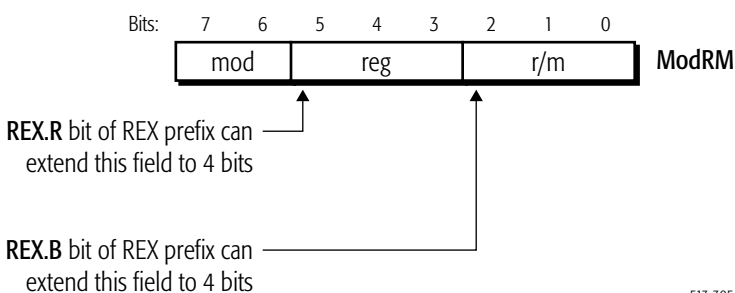 Bits: 7 6 5 4 3 2 1 0
mod reg r/m ModRM
REX.R bit of REX prefix can
extend this field to 4 bits
REX.B bit of REX prefix can
extend this field to 4 bits